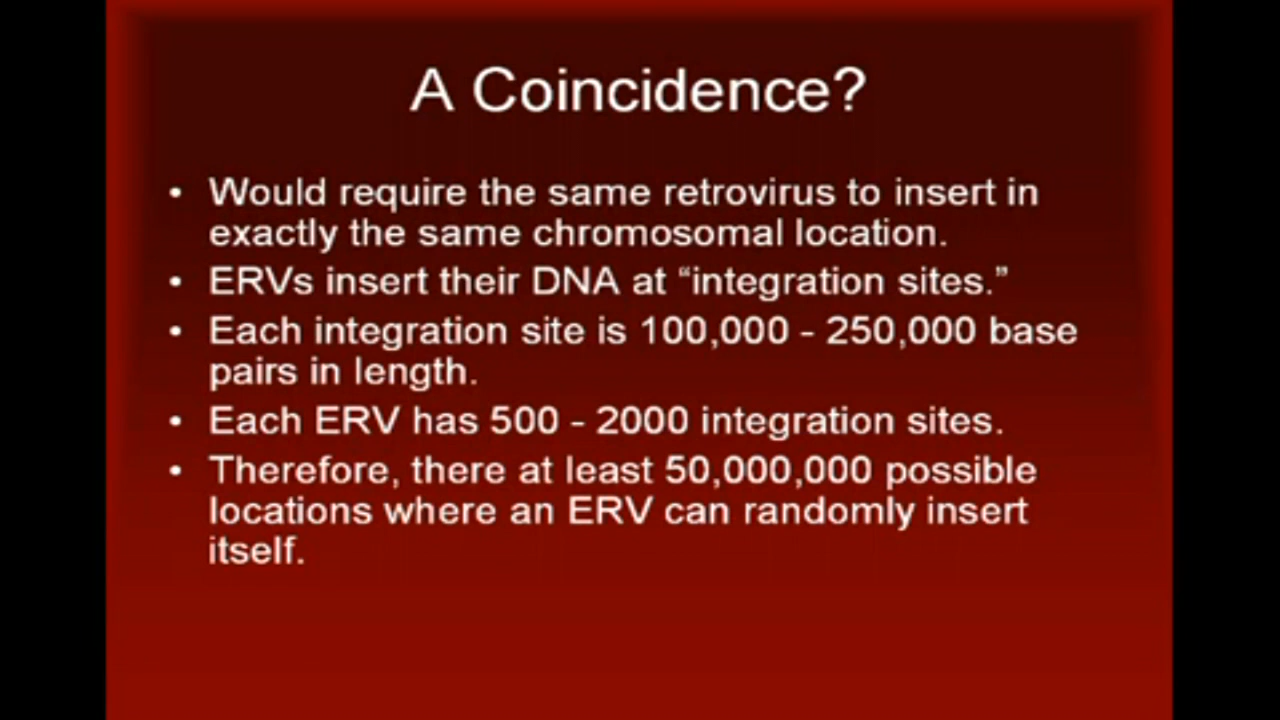 A Coincidence?
• Would require the same retrovirus to insert in
exactly the same chromosomal location.
• ERVs insert their DNA at “integration sites.”
• Each integration site is 100,000 - 250,000 base
pairs in length.
• Each ERV has 500 - 2000 integration sites.
• Therefore, there at least 50,000,000 possible
locations where an ERV can randomly insert
itself.